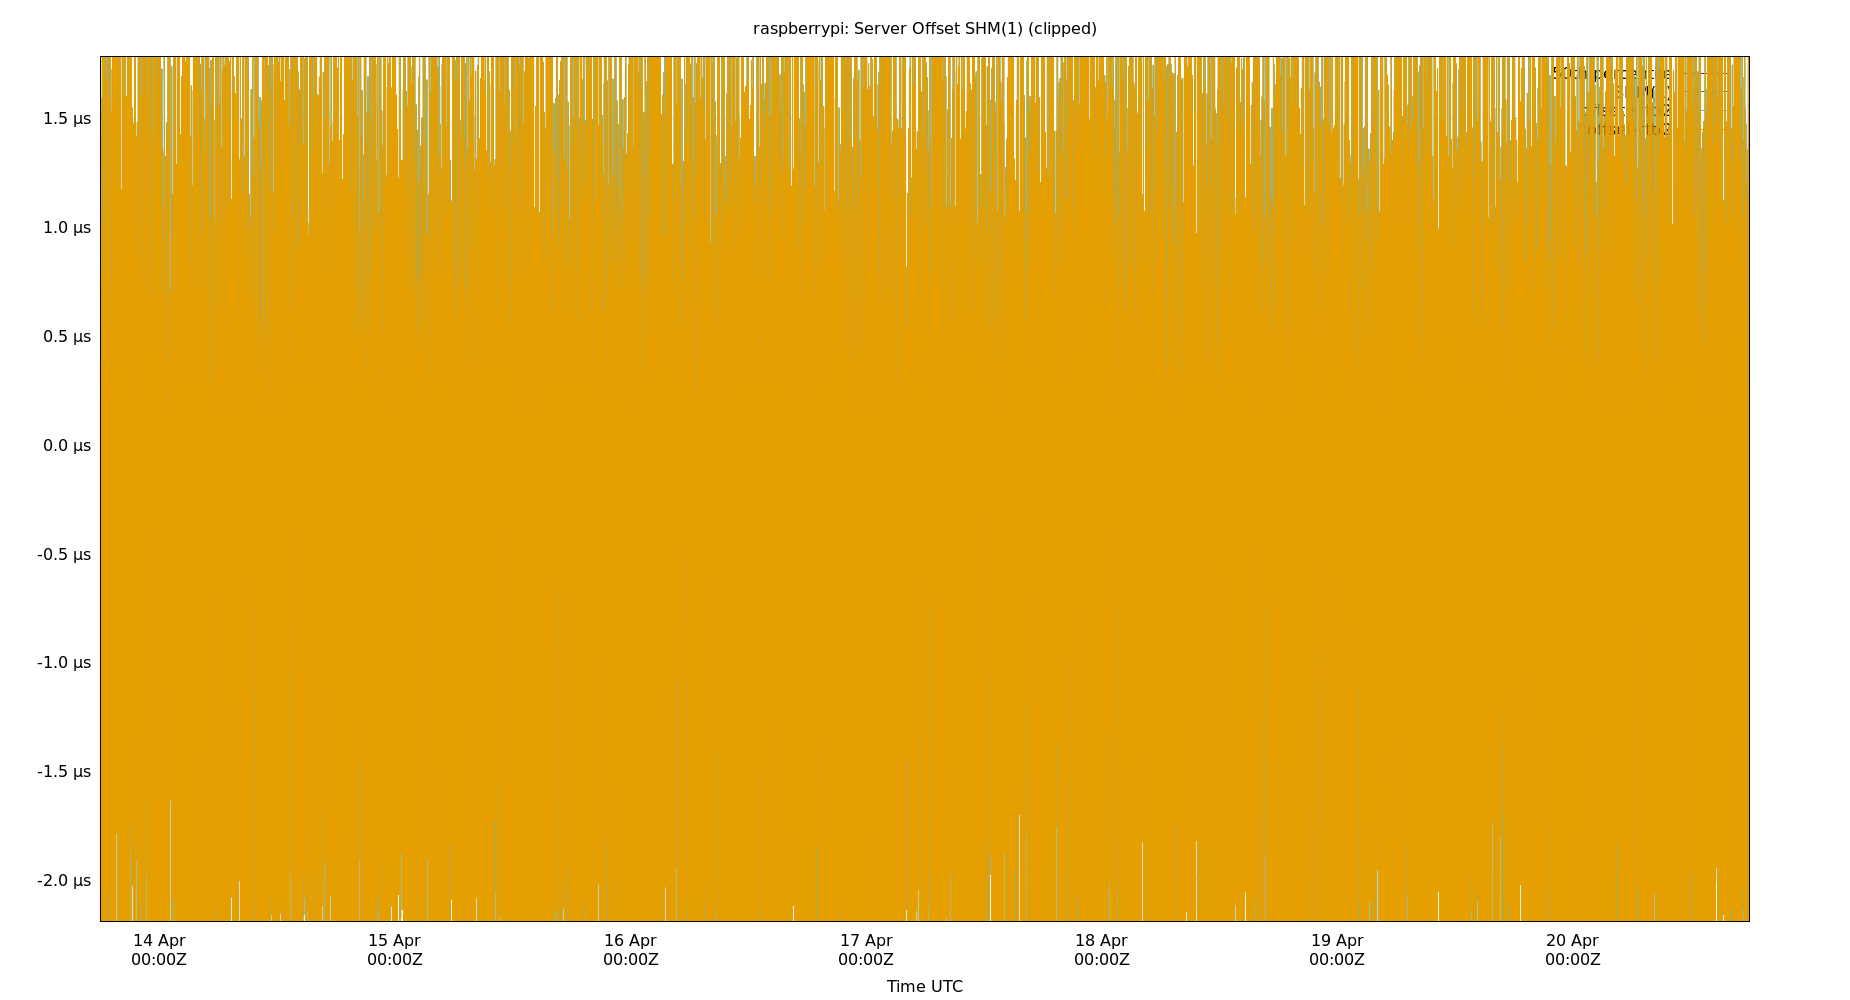 raspberrypi: Server Offset SHM(1) (clipped)
1.5 µs
1.0 µs
0.5 µs
0.0 µs
-0.5 µs
-1.0 µs
-1.5 µs
-2.0 µs
14 Apr 15 Apr 16 Apr 17 Apr 18 Apr 19 Apr 20 Apr
00:00Z 00:00Z 00:00Z 00:00Z 00:00Z 00:00Z 00:00Z
Time UTC